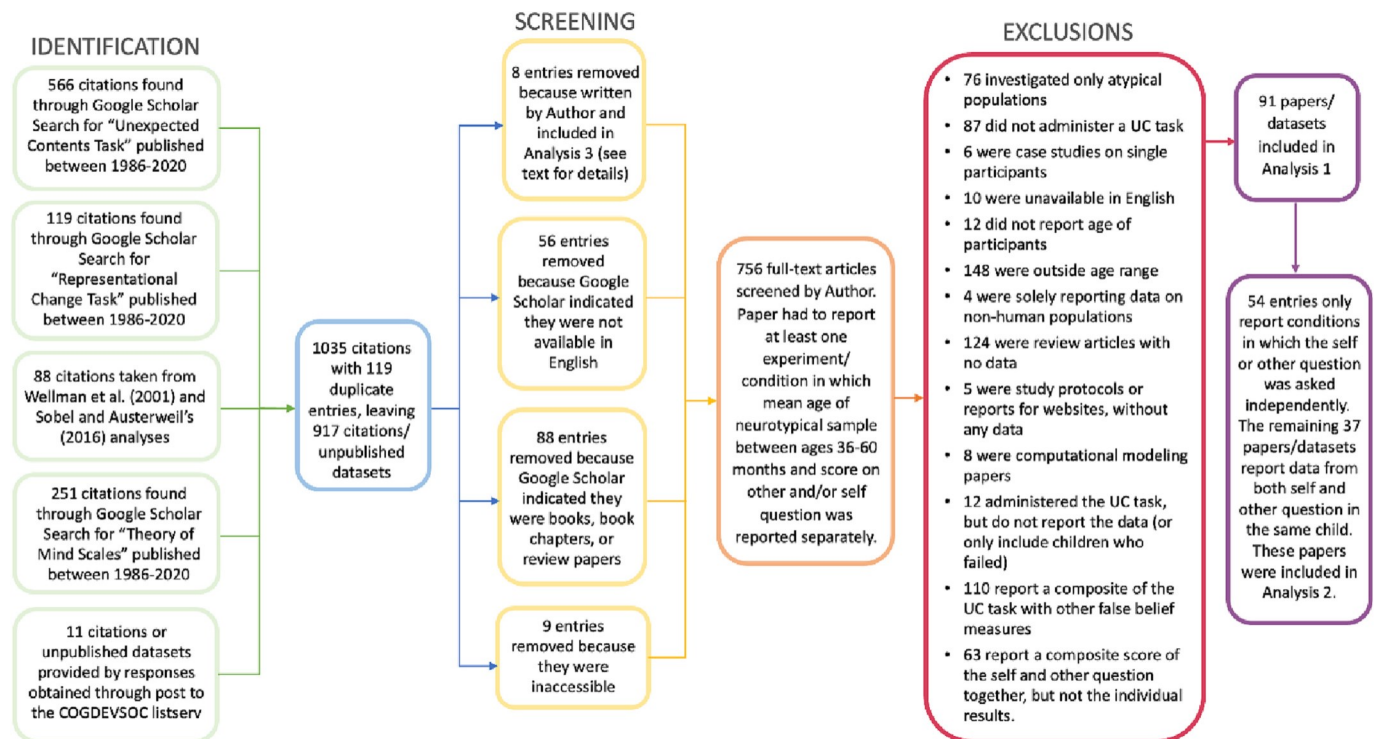 IDENTIFICATION
566 citations found
through Google Scholar
Search for “Unexpected
Contents Task” published
between 1986-2020
119 citations found
through Google Scholar
Search for
“Representational
Change Task” published
between 1986-2020
88 citations taken from
Wellman et al. (2001) and
Sobel and Austerweil’s
(2016) analyses
251 citations found
through Google Scholar
Search for “Theory of
Mind Scales” published
between 1986-2020
11 citations or
unpublished datasets
provided by responses
obtained through post to
the COGDEVSOC listserv
1035 citations
with 119
duplicate
entries, leaving
917 citations/
unpublished
datasets
SCREENING
8 entries removed
because written
by Author and
included in
Analysis 3 (see
text for details)
56 entries
removed
because Google
Scholar indicated
they were not
available in
English
88 entries
removed because
Google Scholar
indicated they
were books, book
chapters, or
review papers
9 entries
removed because
they were
inaccessible
756 full-text articles
screened by Author.
Paper had to report
at least one
experiment/
condition in which
mean age of
neurotypical sample
between ages 36-60
months and score on
other and/or self
question was
reported separately.
EXCLUSIONS
• 76 investigated only atypical
populations
• 87 did not administer a UC task
• 6 were case studies on single
participants
• 10 were unavailable in English
• 12 did not report age of
participants
• 148 were outside age range
• 4 were solely reporting data on
non-human populations
• 124 were review articles with
no data
• 5 were study protocols or
reports for websites, without
any data
• 8 were computational modeling
papers
• 12 administered the UC task,
but do not report the data (or
only include children who
failed)
• 110 report a composite of the
UC task with other false belief
measures
• 63 report a composite score of
the self and other question
together, but not the individual
results.
91 papers/
datasets
included in
Analysis 1
54 entries only
report conditions
in which the self
or other question
was asked
independently.
The remaining 37
papers/datasets
report data from
both self and
other question in
the same child.
These papers
were included in
Analysis 2.